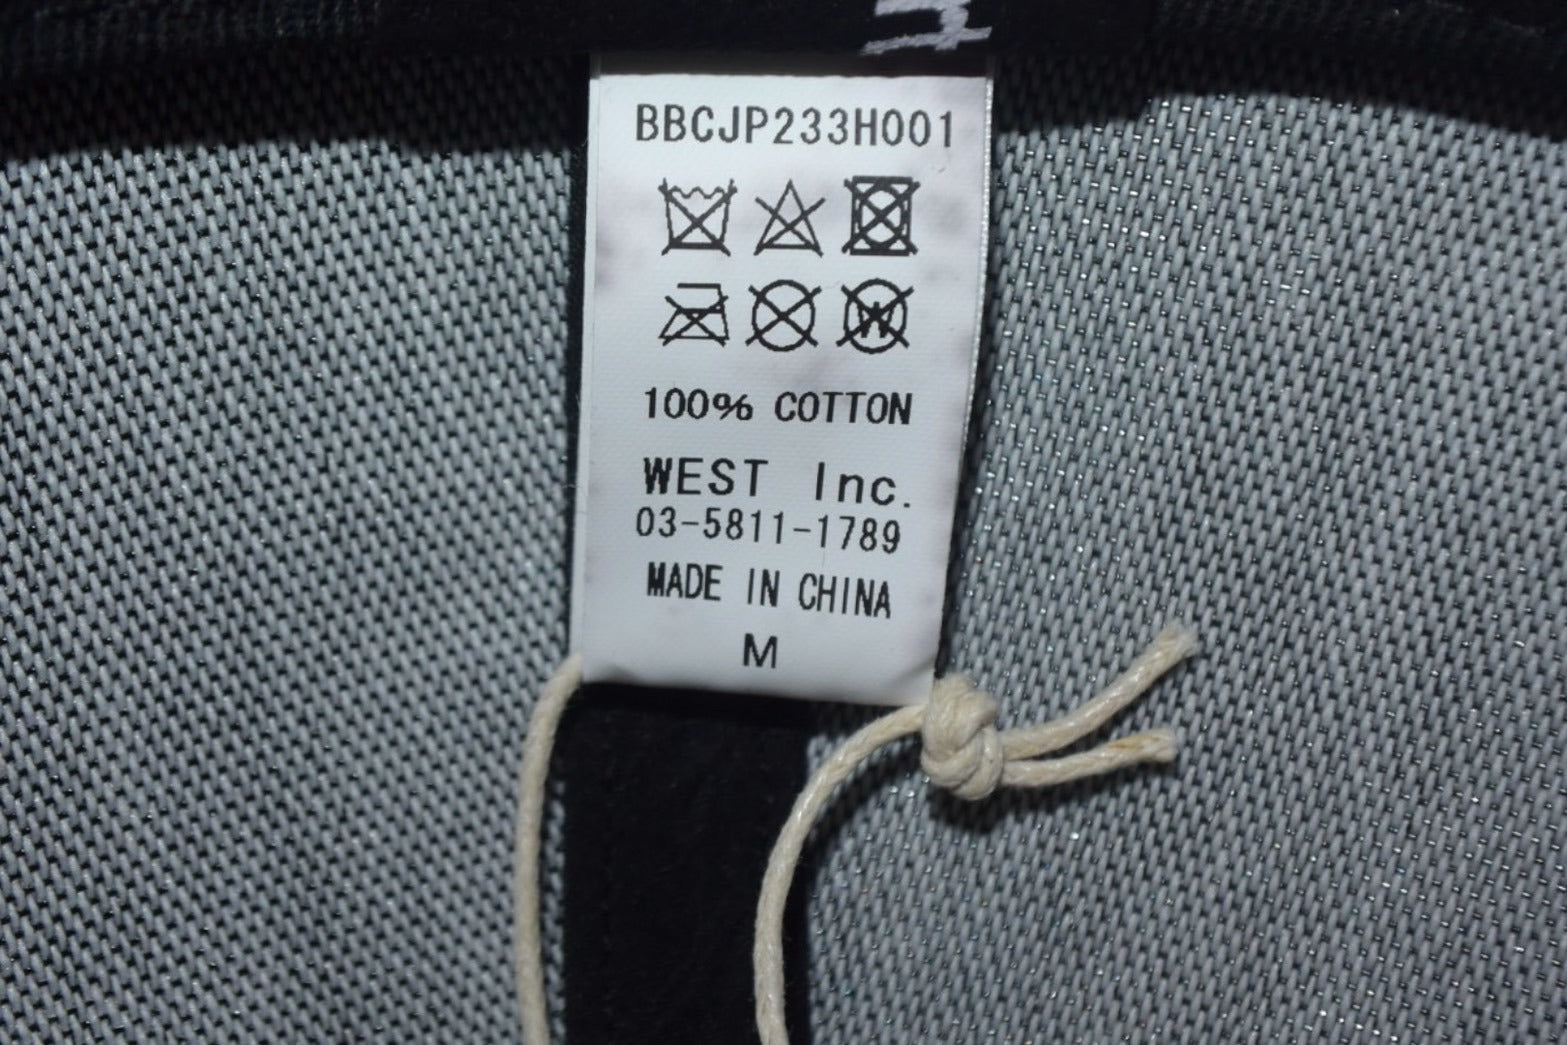 BBCJP233H001
W
100% COTTON
WEST Inc.
03-5811-1789
MADE IN CHINA
M